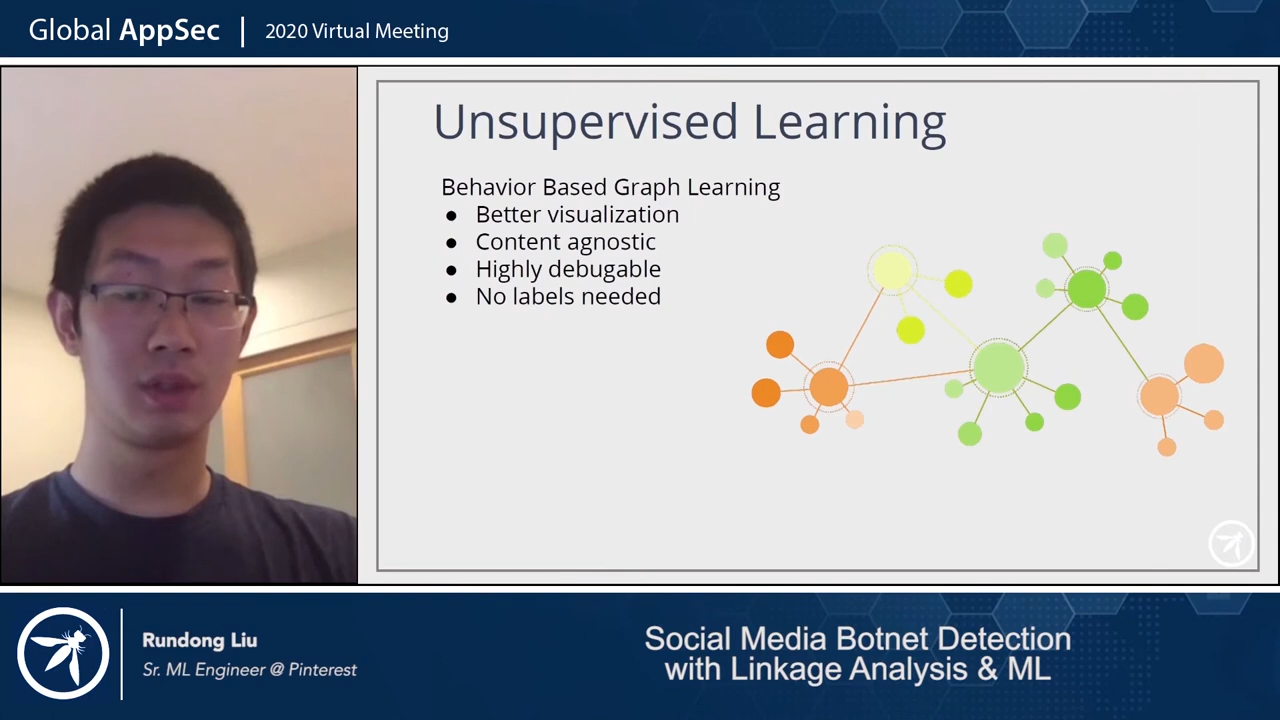 Global AppSec | 2020 Virtual Meeting
Unsupervised Learning
Behavior Based Graph Learning
● Better visualization
● Content agnostic
● Highly debugable
● No labels needed
Rundong Liu
Sr. ML Engineer @ Pinterest
Social Media Botnet Detection
with Linkage Analysis & ML